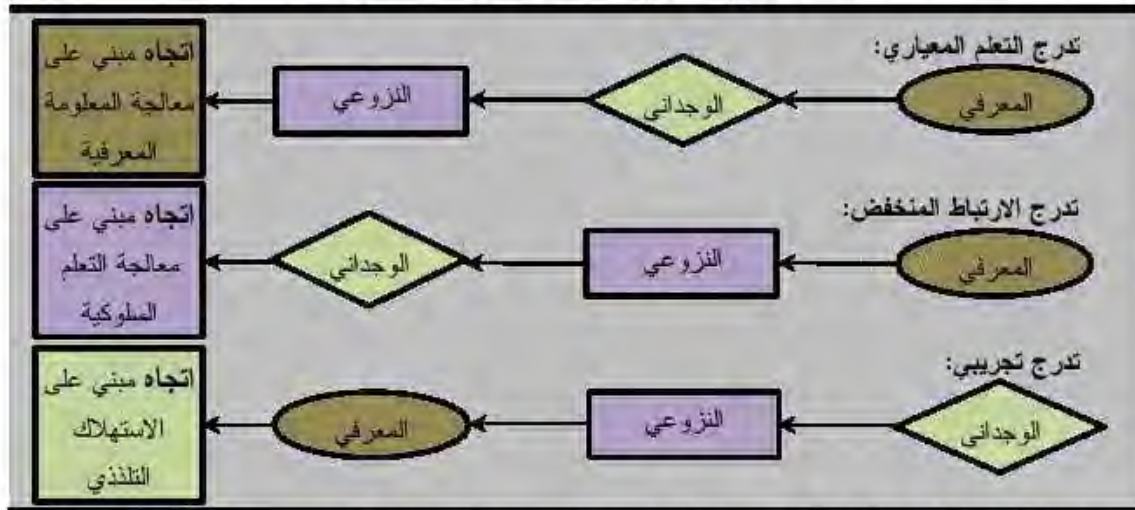 تدرج التعلم المعياري:
المعرفي
الوجداني
النزوعي
اتجاه مبني على
معالجة المعلومة
المعرفية
تدرج الارتباط المنخفض:
المعرفي
النزوعي
الوجداني
اتجاه مبني على
معالجة التعلم
السلوكية
تدرج تجريبي:
الوجداني
النزوعي
المعرفي
اتجاه مبني على
الاستهلاك
التلذذي